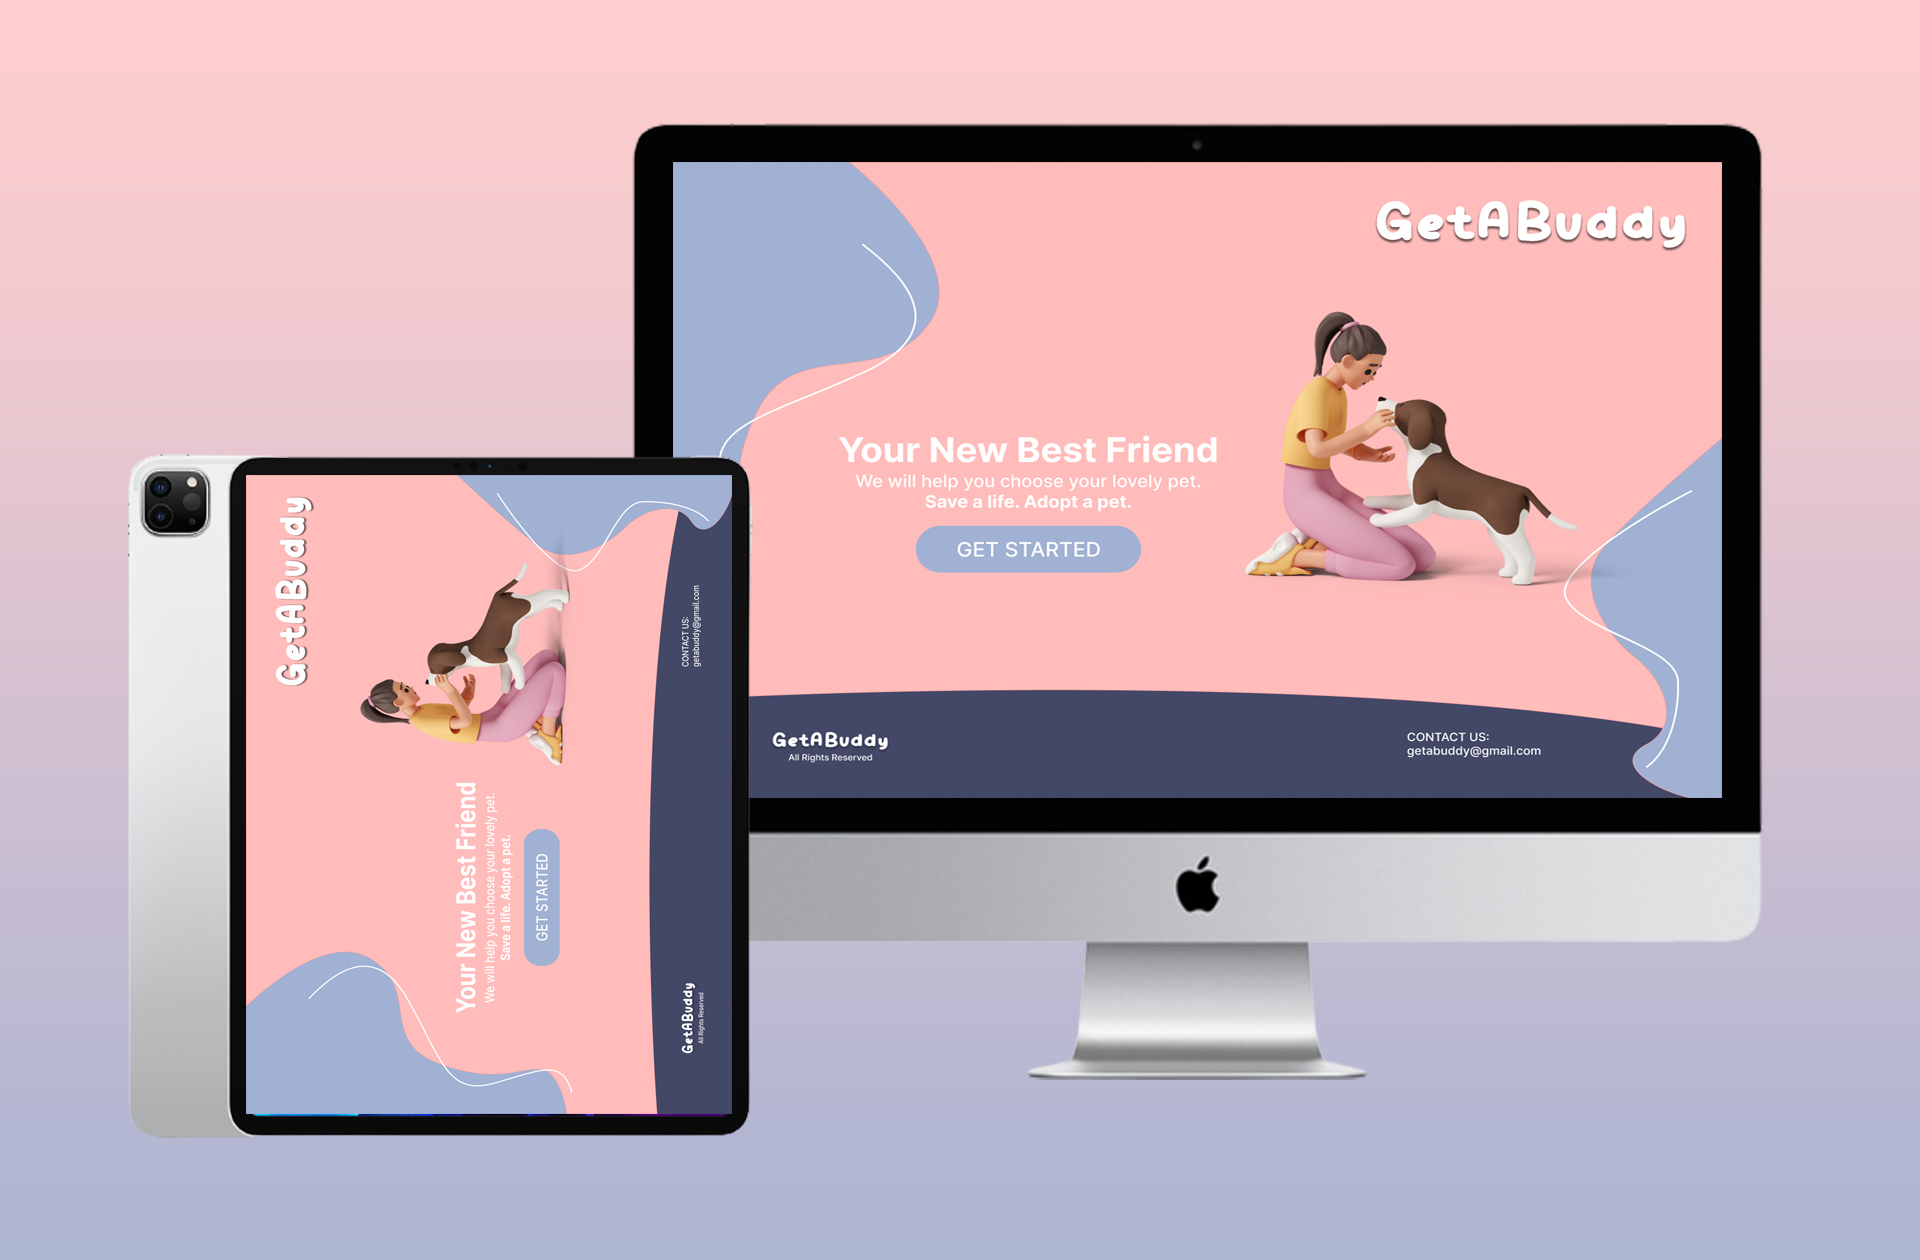 GetABuddy
Your New Best Friend
We will help you choose your lovely pet.
Save a life. Adopt a pet.
GET STARTED
GetABuddy
All Rights Reserved
CONTACT US:
getabuddy@gmail.com
GetABuddy
Your New Best Friend
We will help you choose your lovely pet.
Save a life. Adopt a pet.
GET STARTED
GetABuddy
All Rights Reserved
CONTACT US:
getabuddy@gmail.com